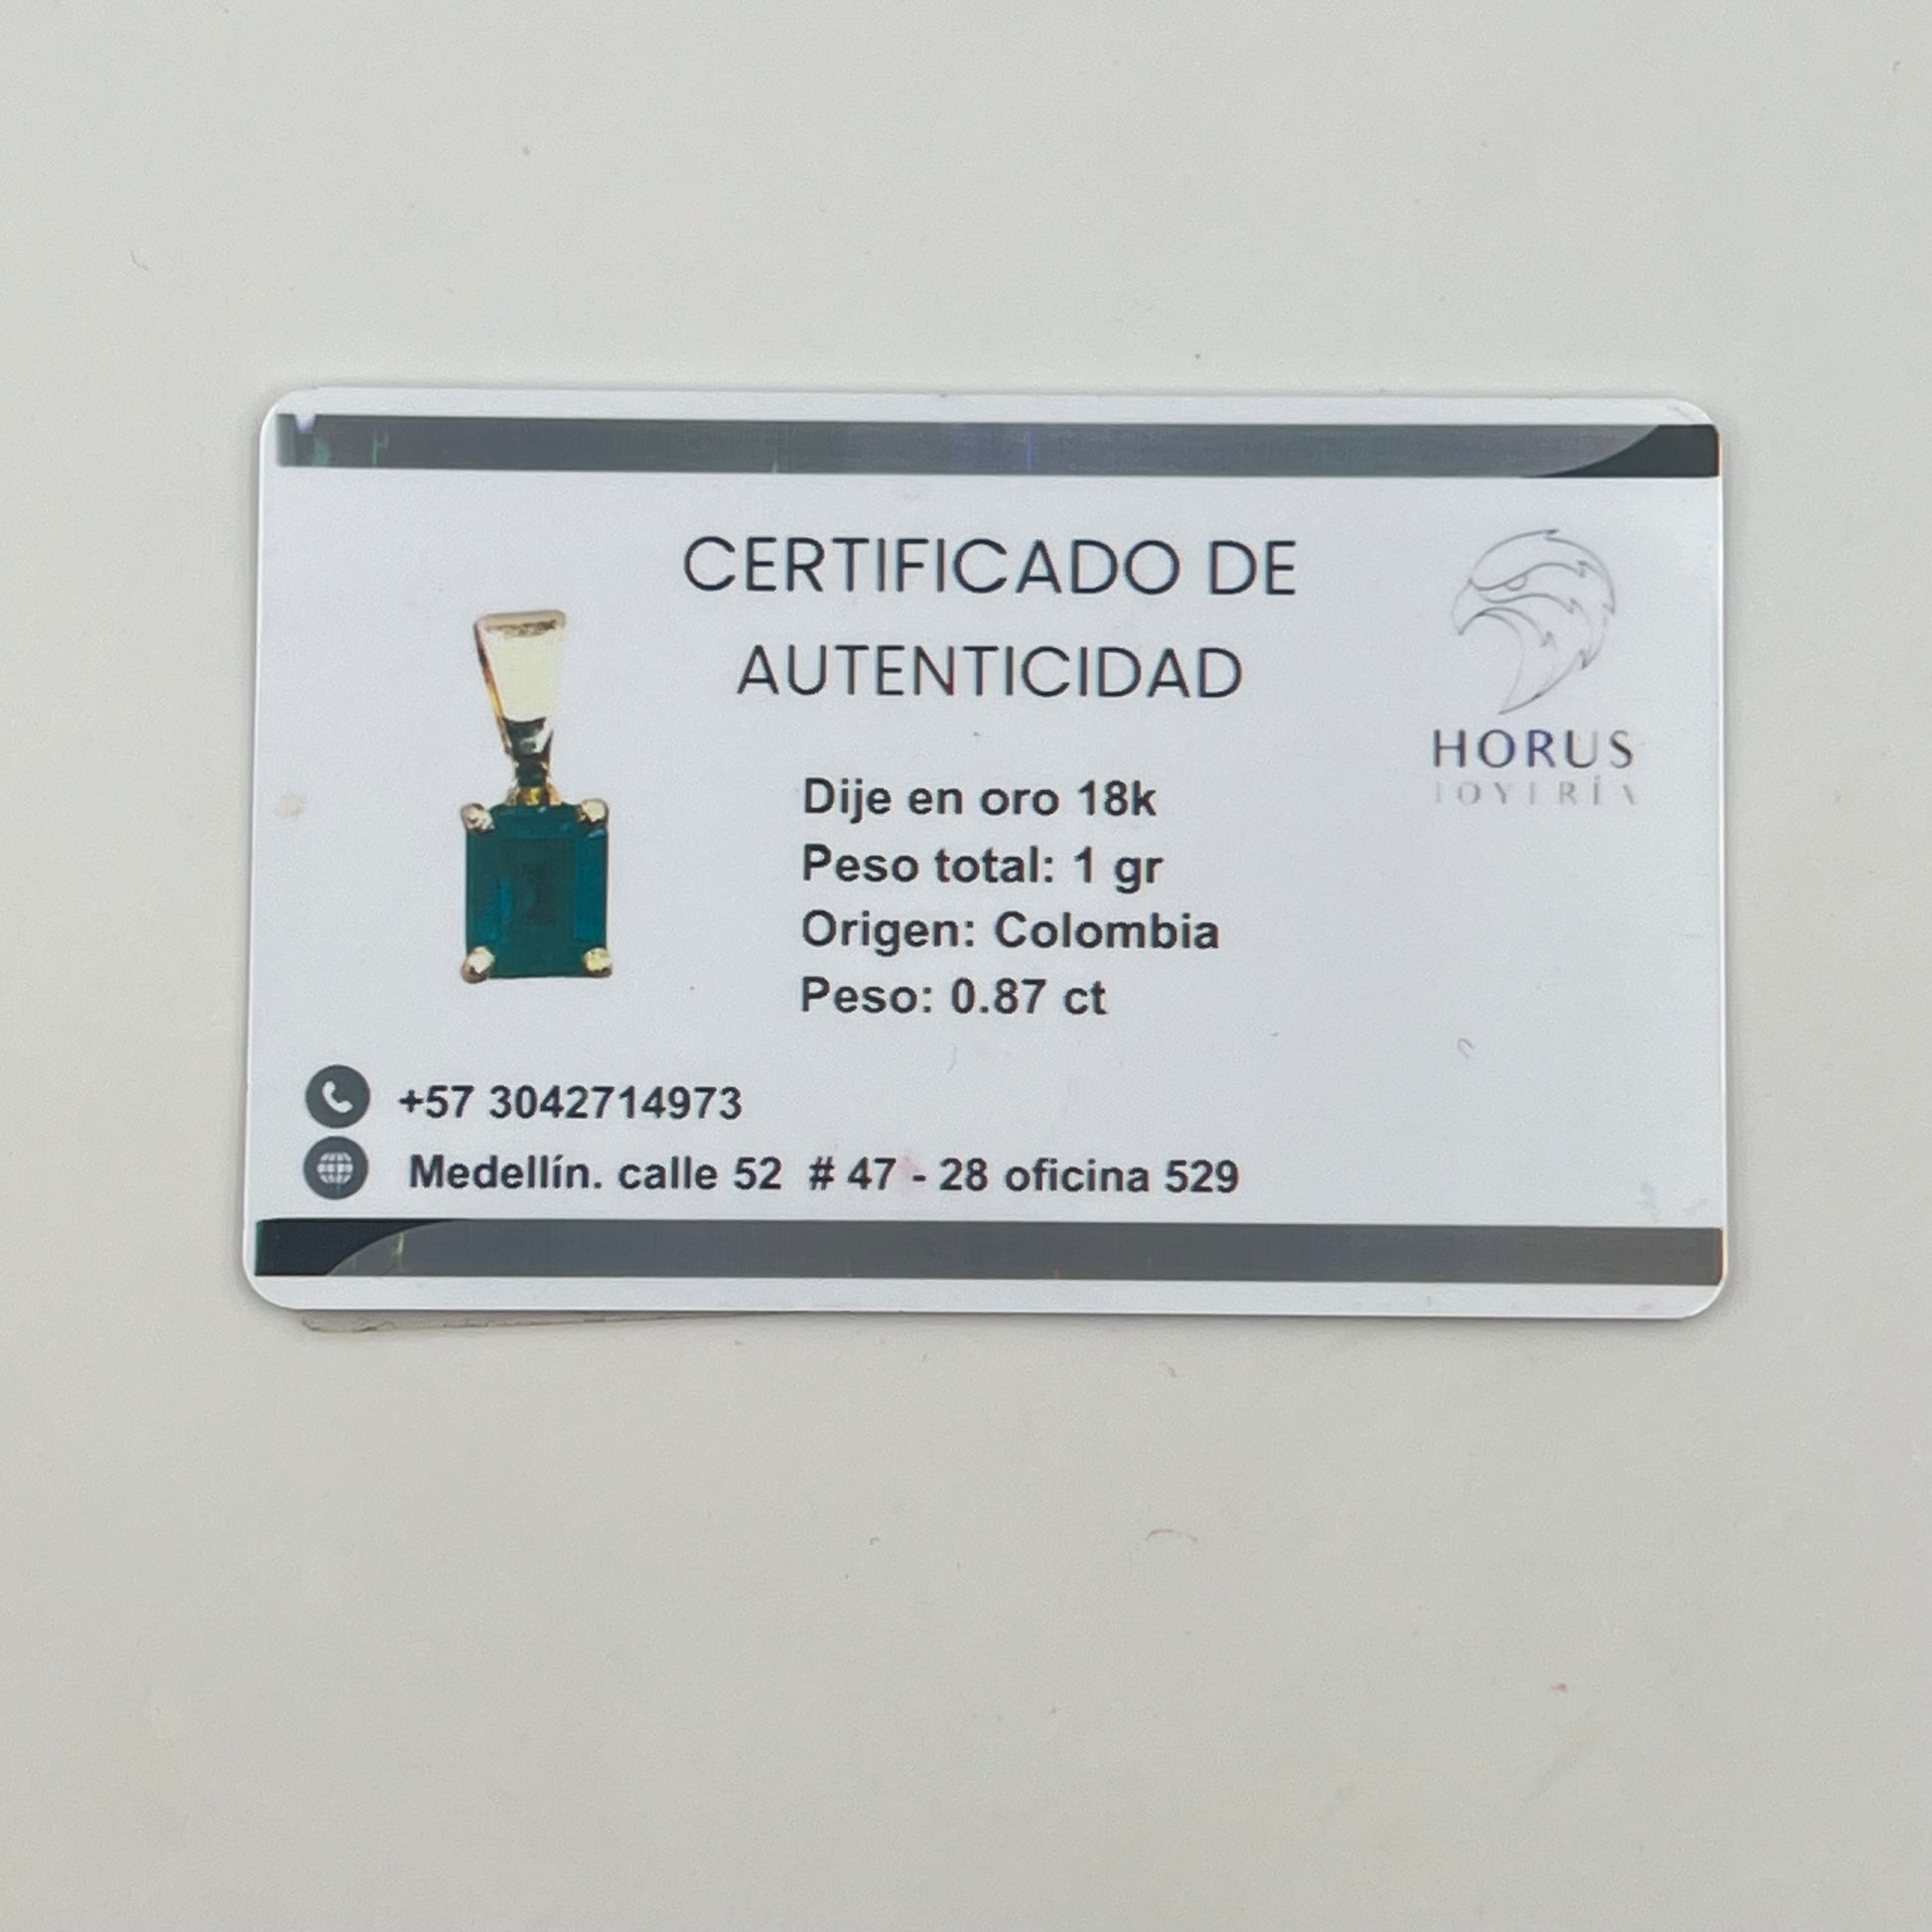 CERTIFICADO DE
AUTENTICIDAD
HORUS
JOYERÍA
Dije en oro 18k
Peso total: 1 gr
Origen: Colombia
Peso: 0.87 ct
+57 3042714973
Medellín. calle 52 # 47 - 28 oficina 529